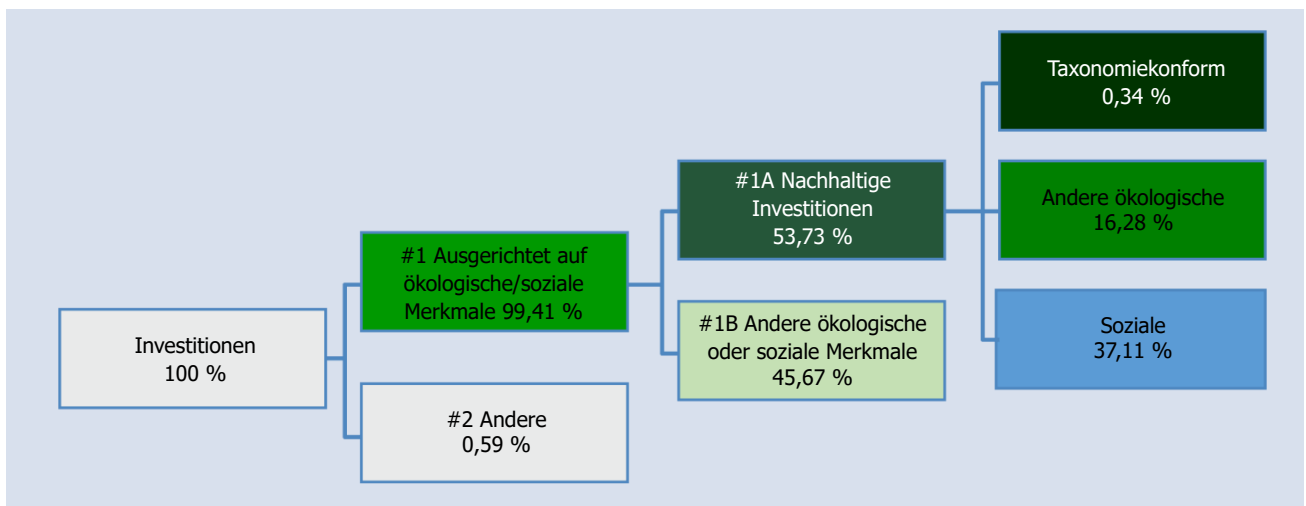 Investitionen
100 %
#1 Ausgerichtet auf
ökologische/soziale
Merkmale 99,41 %
#2 Andere
0,59 %
#1A Nachhaltige
Investitionen
53,73 %
#1B Andere ökologische
oder soziale Merkmale
45,67 %
Taxonomiekonform
0,34 %
Andere ökologische
16,28 %
Soziale
37,11 %